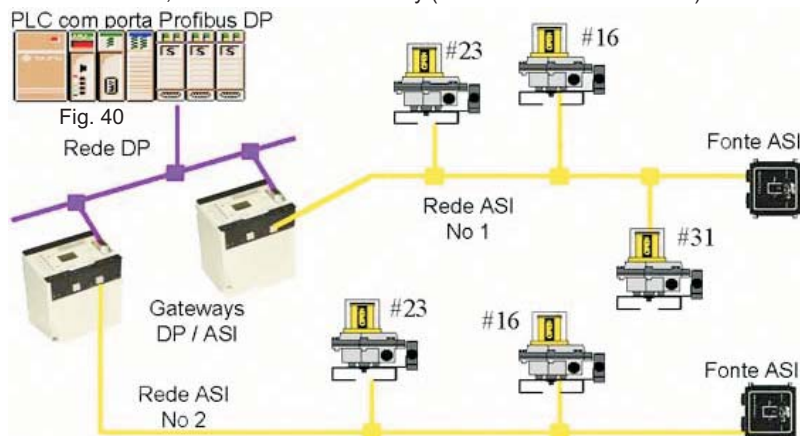 PLC com porta Profibus DP
Fig. 40
Rede DP
#23
#16
Fonte ASI
Rede ASI
No 1
#31
Gateways
DP / ASI
#23
#16
Fonte ASI
Rede ASI
No 2